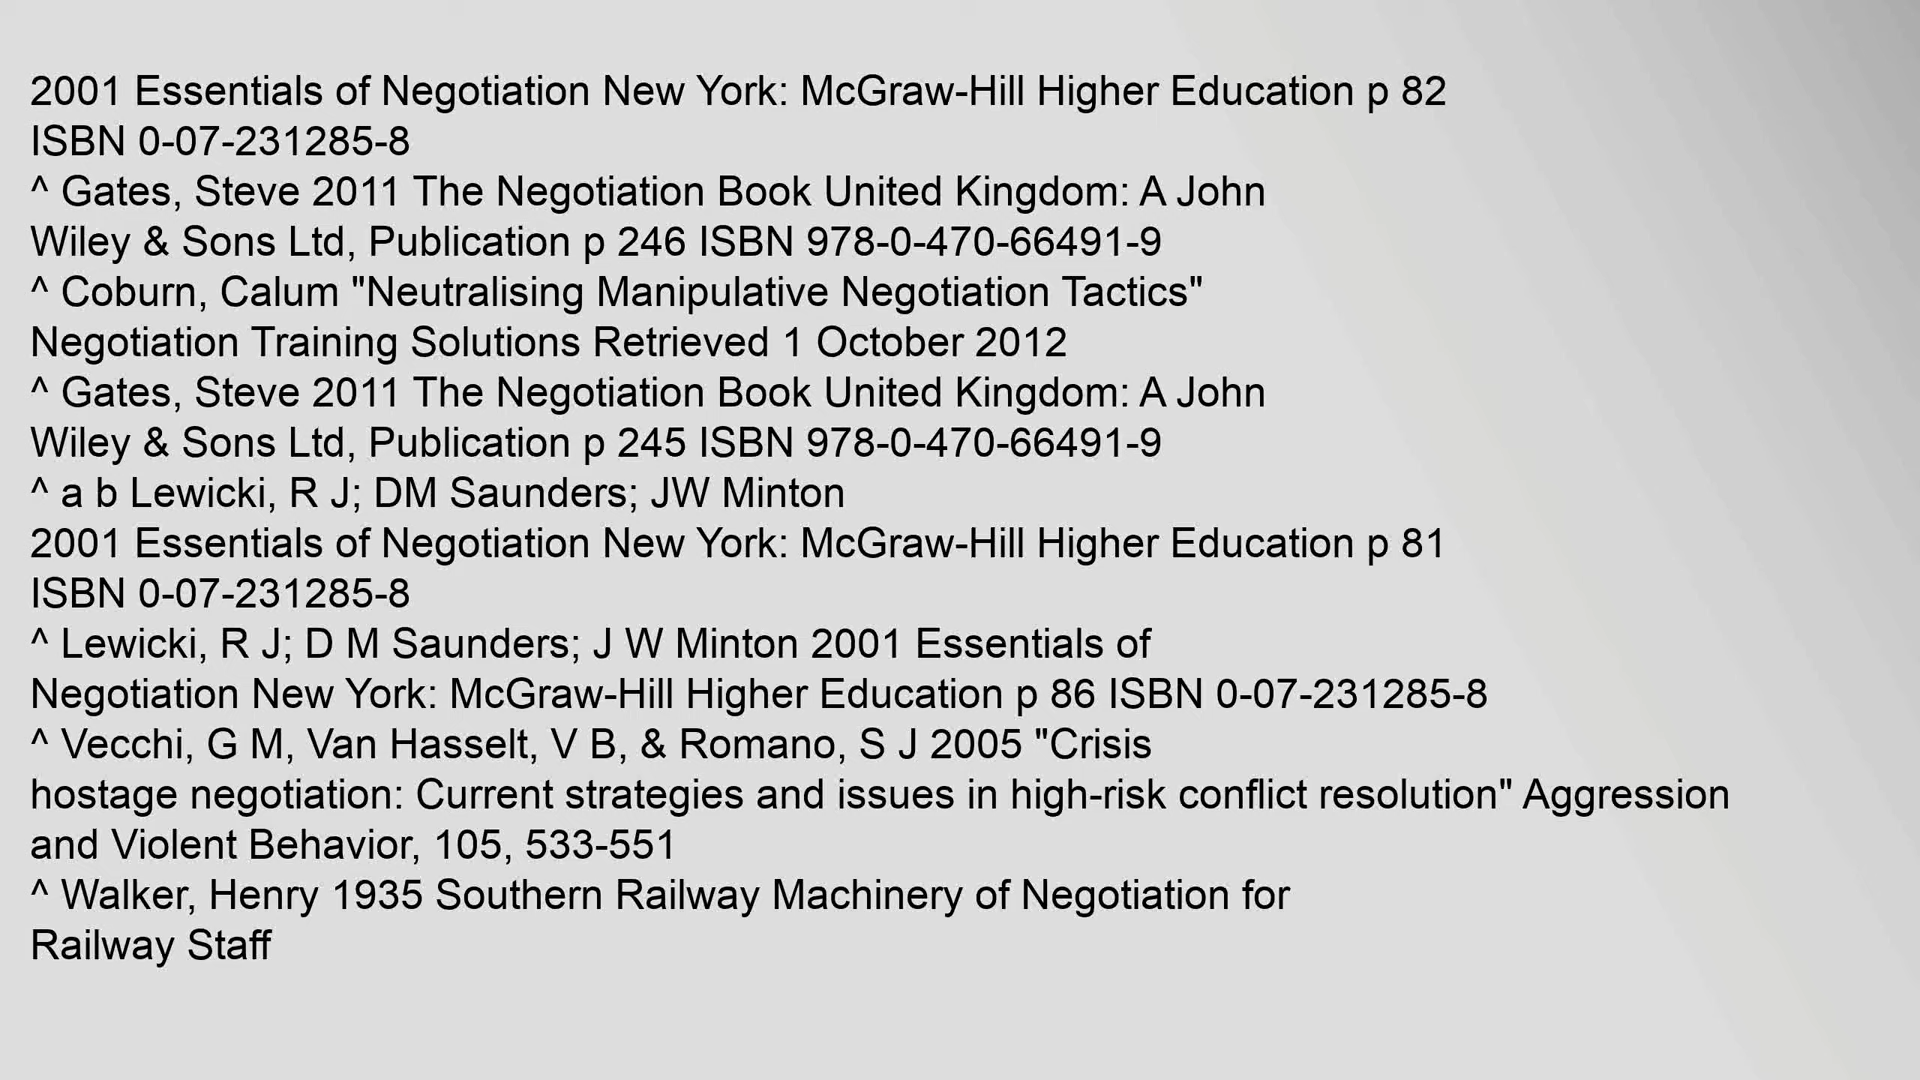 2001 Essentials of Negotiation New York: McGraw-Hill Higher Education p 82
ISBN 0-07-231285-8
^ Gates, Steve 2011 The Negotiation Book United Kingdom: A John
Wiley & Sons Ltd, Publication p 246 ISBN 978-0-470-66491-9
^ Coburn, Calum "Neutralising Manipulative Negotiation Tactics"
Negotiation Training Solutions Retrieved 1 October 2012
^ Gates, Steve 2011 The Negotiation Book United Kingdom: A John
Wiley & Sons Ltd, Publication p 245 ISBN 978-0-470-66491-9
^ a b Lewicki, R J; DM Saunders; JW Minton
2001 Essentials of Negotiation New York: McGraw-Hill Higher Education p 81
ISBN 0-07-231285-8
^ Lewicki, R J; D M Saunders; J W Minton 2001 Essentials of
Negotiation New York: McGraw-Hill Higher Education p 86 ISBN 0-07-231285-8
^ Vecchi, G M, Van Hasselt, V B, & Romano, S J 2005 "Crisis
hostage negotiation: Current strategies and issues in high-risk conflict resolution" Aggression
and Violent Behavior, 105, 533-551
^ Walker, Henry 1935 Southern Railway Machinery of Negotiation for
Railway Staff